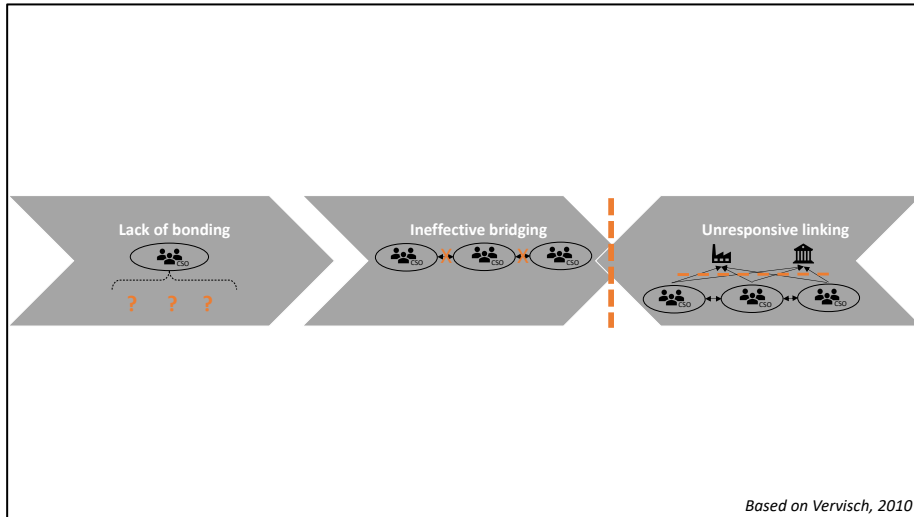 Lack of bonding
CSO
? ? ?
Ineffective bridging
CSO CSO CSO
Unresponsive linking
CSO CSO CSO
Based on Vervisch, 2010